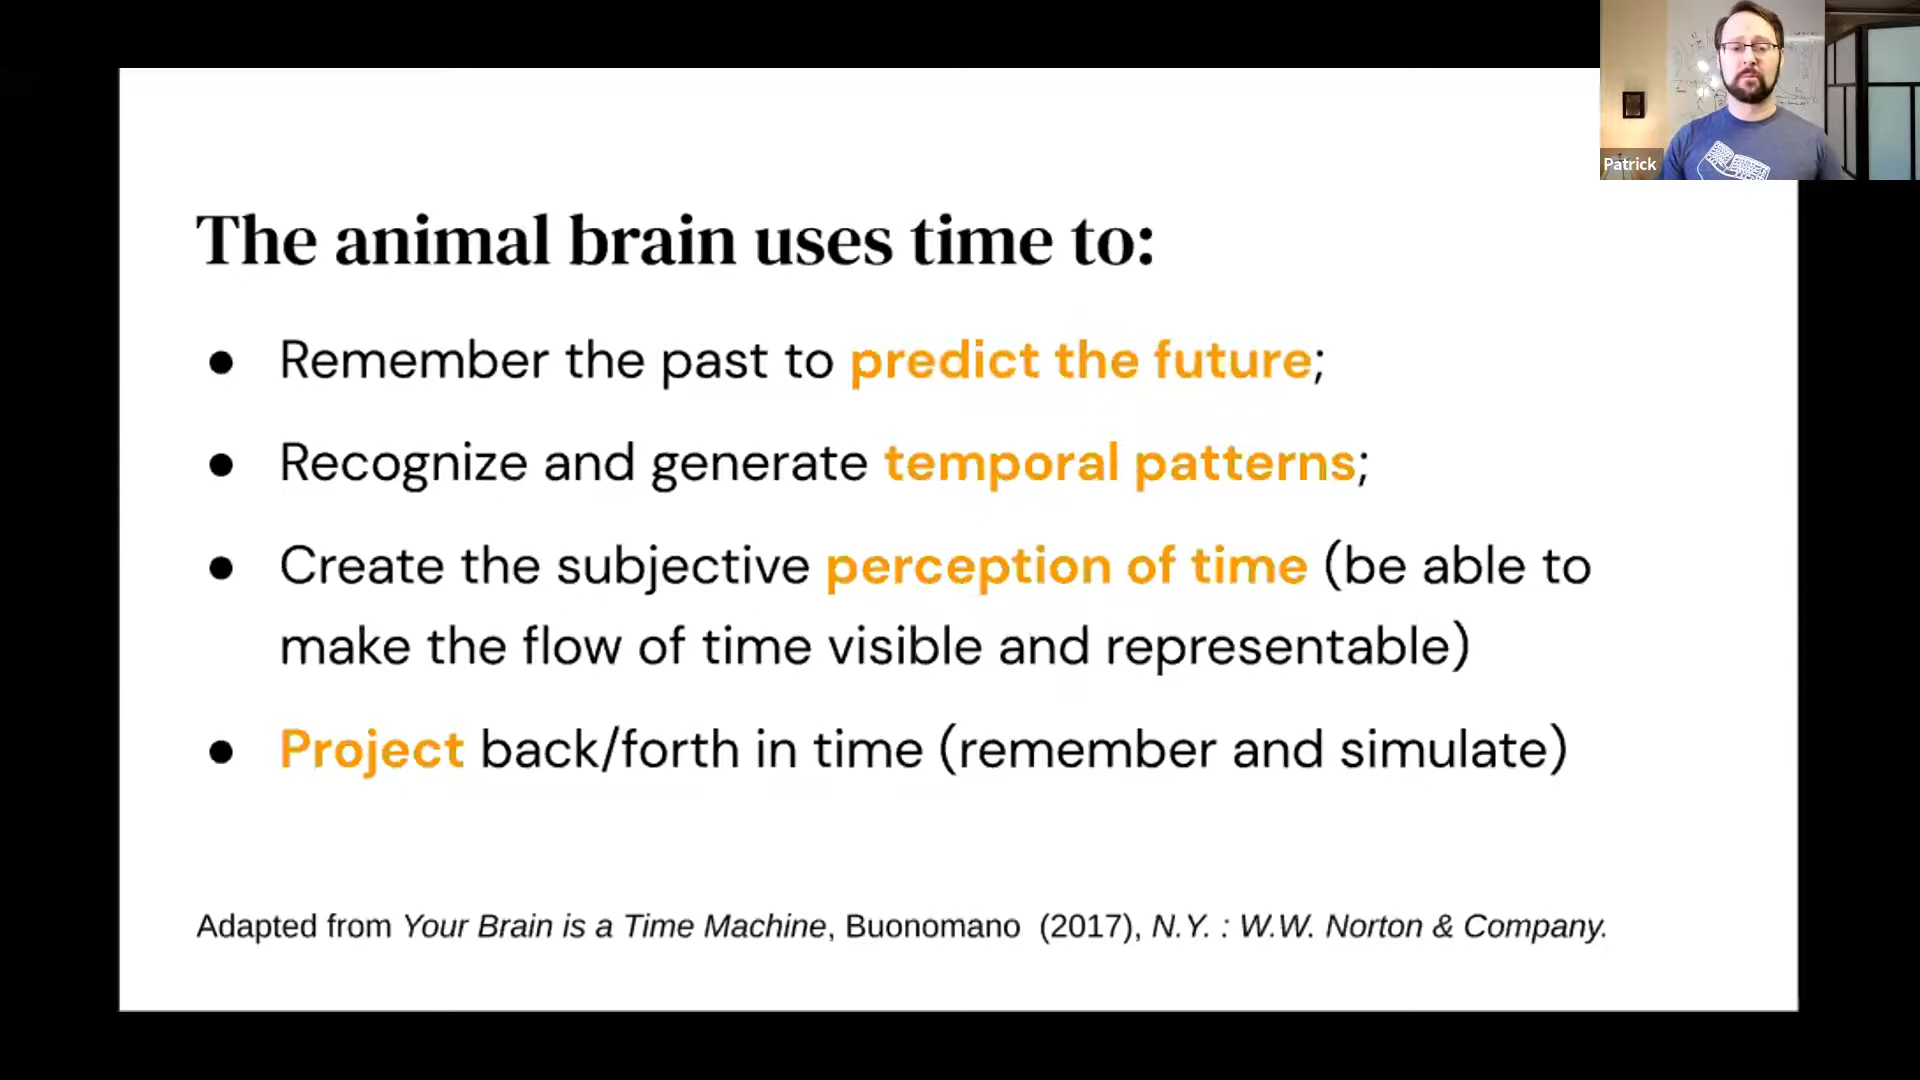 Patrick
The animal brain uses time to:
● Remember the past to predict the future;
● Recognize and generate temporal patterns;
● Create the subjective perception of time (be able to
make the flow of time visible and representable)
● Project back/forth in time (remember and simulate)
Adapted from Your Brain is a Time Machine, Buonomano (2017), N.Y. : W.W. Norton & Company.